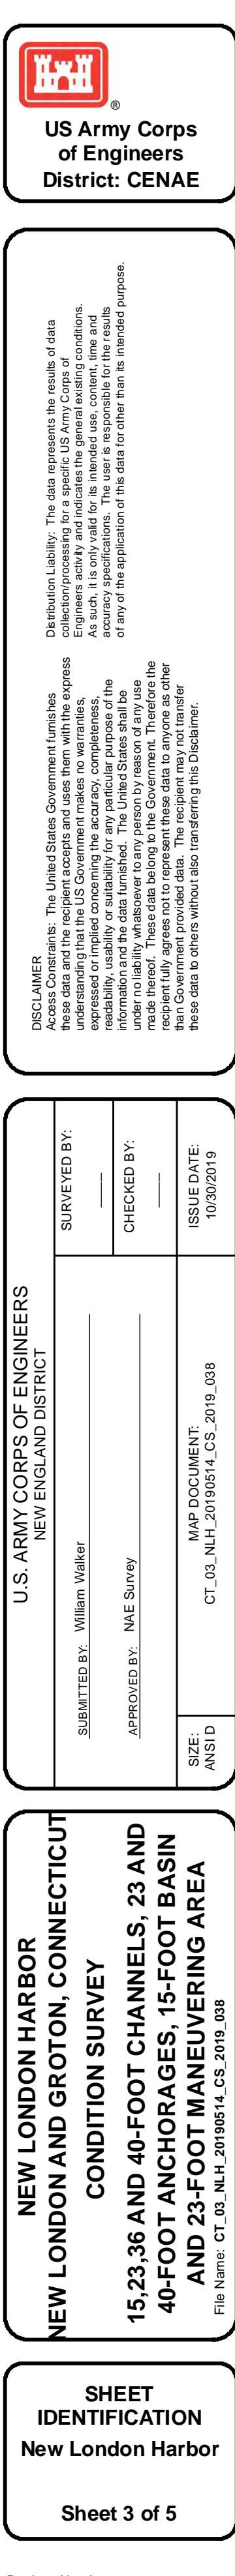 ®
US Army Corps
of Engineers
District: CENAE
DISCLAIMER
Access Constraints: The United States Government furnishes
these data and the recipient accepts and uses them with the express
understanding that the US Government makes no warranties,
expressed or implied concerning the accuracy, completeness,
readability, usability or suitability for any particular purpose of the
information and the data furnished. The United States shall be
under no liability whatsoever to any person by reason of any use
made thereof. These data belong to the Government. Therefore the
recipient fully agrees not to represent these data to anyone as other
than Government provided data. The recipient may not transfer
these data to others without also transferring this Disclaimer.
Distribution Liability: The data represents the results of data
collection/processing for a specific US Army Corps of
Engineers activity and indicates the general existing conditions.
As such, it is only valid for its intended use, content, time and
accuracy specifications. The user is responsible for the results
of any of the application of this data for other than its intended purpose.
U.S. ARMY CORPS OF ENGINEERS
NEW ENGLAND DISTRICT
SUBMITTED BY: William Walker
APPROVED BY: NAE Survey
SURVEYED BY:
CHECKED BY:
SIZE:
ANSI D
MAP DOCUMENT:
CT_03_NLH_20190514_CS_2019_038
ISSUE DATE:
10/30/2019
NEW LONDON HARBOR
NEW LONDON AND GROTON, CONNECTICUT
CONDITION SURVEY
15,23,36 AND 40-FOOT CHANNELS, 23 AND
40-FOOT ANCHORAGES, 15-FOOT BASIN
AND 23-FOOT MANEUVERING AREA
File Name: CT_03_NLH_20190514_CS_2019_038
SHEET
IDENTIFICATION
New London Harbor
Sheet 3 of 5